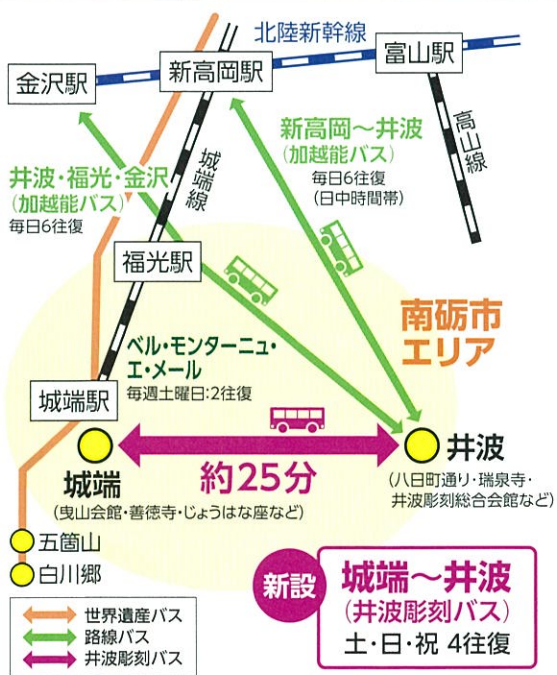 北陸新幹線
金沢駅
新高岡駅
富山駅
高山線
城端線
新高岡～井波
(加越能バス)
毎日6往復
(日中時間帯)
井波・福光・金沢
(加越能バス)
毎日6往復
福光駅
南砺市
エリア
ベル・モンターニュ・
エ・メール
毎週土曜日:2往復
城端駅
約25分
城端
(曳山会館・善徳寺・じょうはな座など)
井波
(八日町通り・瑞泉寺・
井波彫刻総合会館など)
五箇山
白川郷
新設
城端～井波
(井波彫刻バス)
土・日・祝 4往復
世界遺産バス
路線バス
井波彫刻バス